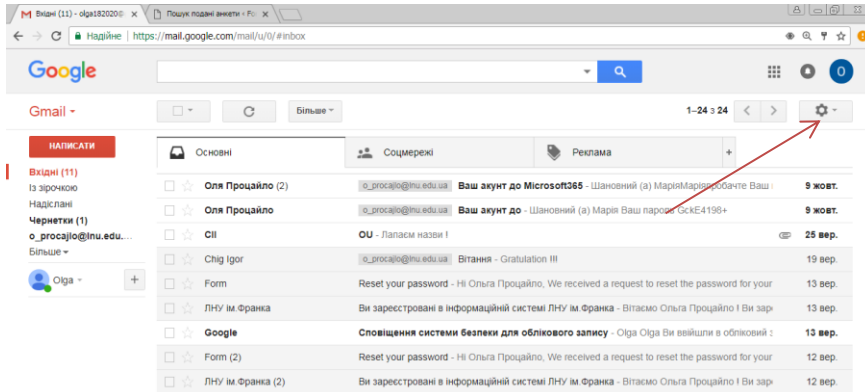 Вхідні (11) - olga182020@
Пошук подані анкети - Fo
Надійне | https://mail.google.com/mail/u/0/#inbox
Google
O
Gmail
Більше
1–24 з 24
НАПИСАТИ
Основні
Соцмережі
Реклама
+
Вхідні (11)
Із зірочкою
Надіслані
Чернетки (1)
o_procajlo@lnu.edu....
Більше
Olga
+
Оля Процайло (2) o_procajlo@lnu.edu.ua Ваш акунт до Microsoft365 - Шановний (а) МаріяМаріяпробачте Ваш 9 жовт.
Оля Процайло o_procajlo@lnu.edu.ua Ваш акунт до - Шановний (а) Марія Ваш пароль GckE4198+ 9 жовт.
СІІ OU - Лапаєм назви ! 25 вер.
Chig Igor o_procajlo@lnu.edu.ua Вітання - Gratulation !!! 19 вер.
Form Reset your password - Hi Ольга Процайло, We received a request to reset the password for your 13 вер.
ЛНУ ім.Франка Ви зареєстровані в інформаційній системі ЛНУ ім.Франка - Вітаємо Ольга Процайло ! Ви заре 13 вер.
Google Сповіщення системи безпеки для облікового запису - Olga Olga Ви ввійшли в обліковий з 13 вер.
Form (2) Reset your password - Hi Ольга Процайло, We received a request to reset the password for your 12 вер.
ЛНУ ім.Франка (2) Ви зареєстровані в інформаційній системі ЛНУ ім.Франка - Вітаємо Ольга Процайло ! Ви заре 12 вер.